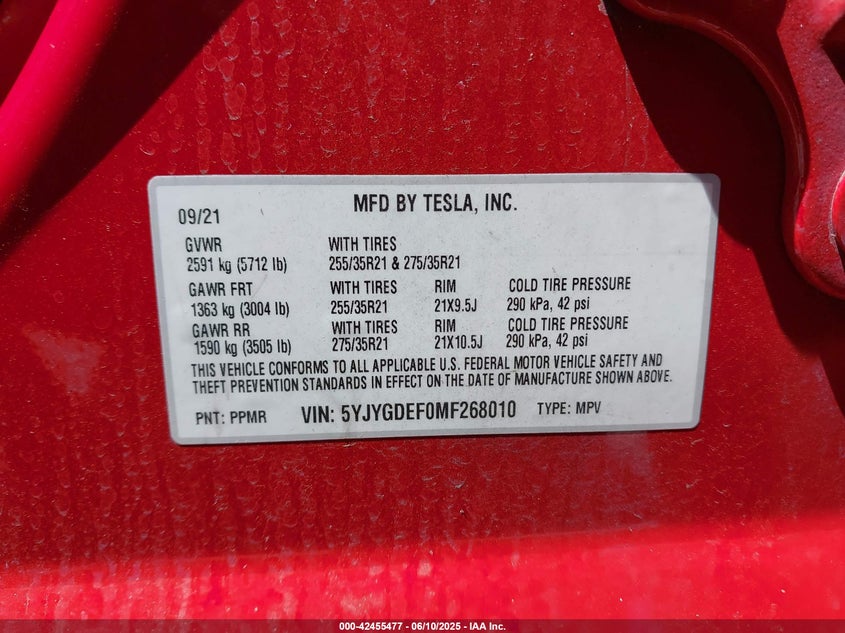 09/21 MFD BY TESLA, INC.
GVWR WITH TIRES
2591 kg (5712 lb) 255/35R21 & 275/35R21
GAWR FRT WITH TIRES RIM COLD TIRE PRESSURE
1363 kg (3004 lb) 255/35R21 21X9.5J 290 kPa, 42 psi
GAWR RR WITH TIRES RIM COLD TIRE PRESSURE
1590 kg (3505 lb) 275/35R21 21X10.5J 290 kPa, 42 psi
THIS VEHICLE CONFORMS TO ALL APPLICABLE U.S. FEDERAL MOTOR VEHICLE SAFETY AND
THEFT PREVENTION STANDARDS IN EFFECT ON THE DATE OF MANUFACTURE SHOWN ABOVE.
PNT: PPMR VIN: 5YJYGDEF0MF268010 TYPE: MPV
000-42455477 - 06/10/2025 - IAA Inc.